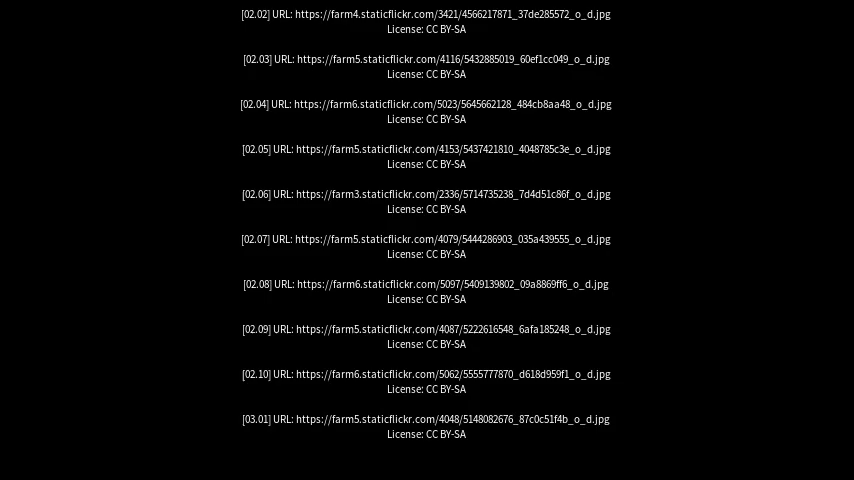 [02.02] URL: https://farm4.staticflickr.com/3421/4566217871_37de285572_o_d.jpg
License: CC BY-SA
[02.03] URL: https://farm5.staticflickr.com/4116/5432885019_60ef1cc049_o_d.jpg
License: CC BY-SA
[02.04] URL: https://farm6.staticflickr.com/5023/5645662128_484cb8aa48_o_d.jpg
License: CC BY-SA
[02.05] URL: https://farm5.staticflickr.com/4153/5437421810_4048785c3e_o_d.jpg
License: CC BY-SA
[02.06] URL: https://farm3.staticflickr.com/2336/5714735238_7d4d51c86f_o_d.jpg
License: CC BY-SA
[02.07] URL: https://farm5.staticflickr.com/4079/5444286903_035a439555_o_d.jpg
License: CC BY-SA
[02.08] URL: https://farm6.staticflickr.com/5097/5409139802_09a8869ff6_o_d.jpg
License: CC BY-SA
[02.09] URL: https://farm5.staticflickr.com/4087/5222616548_6afa185248_o_d.jpg
License: CC BY-SA
[02.10] URL: https://farm6.staticflickr.com/5062/5555777870_d618d959f1_o_d.jpg
License: CC BY-SA
[03.01] URL: https://farm5.staticflickr.com/4048/5148082676_87c0c51f4b_o_d.jpg
License: CC BY-SA